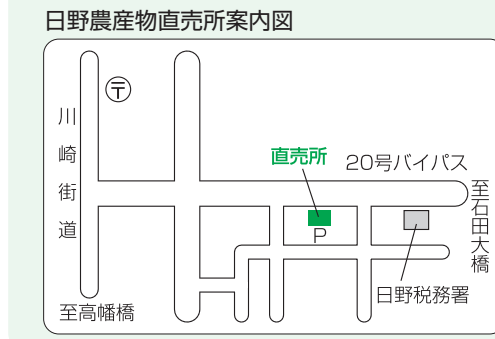 日野農産物直売所案内図
〒
川崎街道
直売所
20号バイパス
至石田大橋
P
日野税務署
至高幡橋